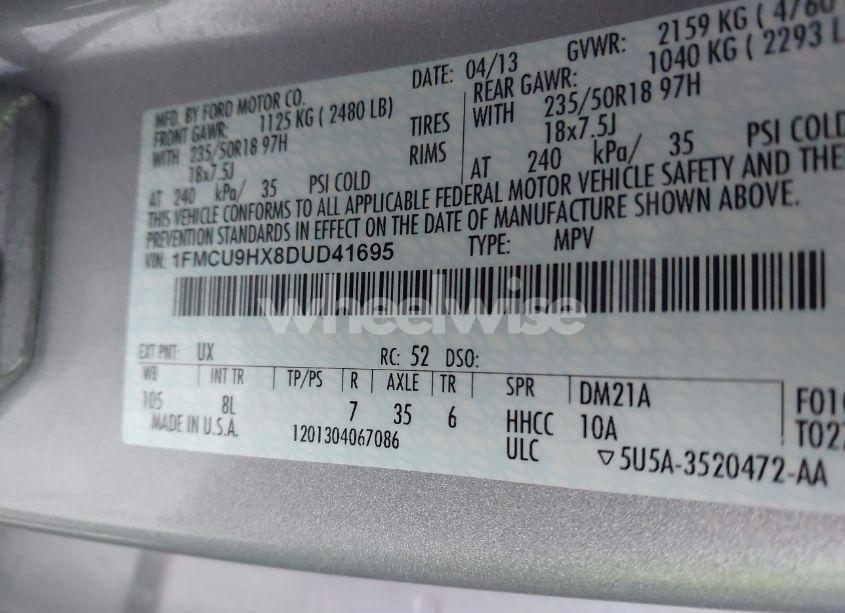 MFD. BY FORD MOTOR CO.
DATE: 04/13 GVWR: 2159 KG ( 4760
FRONT GAWR: 1125 KG ( 2480 LB)
REAR GAWR: 1040 KG ( 2293 L
WITH 235/50R18 97H TIRES WITH 235/50R18 97H
18x7.5J RIMS 18x7.5J
AT 240 kPa/ 35 PSI COLD AT 240 kPa/ 35 PSI COLD
THIS VEHICLE CONFORMS TO ALL APPLICABLE FEDERAL MOTOR VEHICLE SAFETY AND THE
PREVENTION STANDARDS IN EFFECT ON THE DATE OF MANUFACTURE SHOWN ABOVE.
VIN: 1FMCU9HX8DUD41695 TYPE: MPV
wheelwise
EXT PNT: UX RC: 52 DSO:
WB INT TR TP/PS R AXLE TR SPR DM21A
105 8L 7 35 6 HHCC 10A
MADE IN U.S.A. 1201304067086 ULC ▽5U5A-3520472-AA